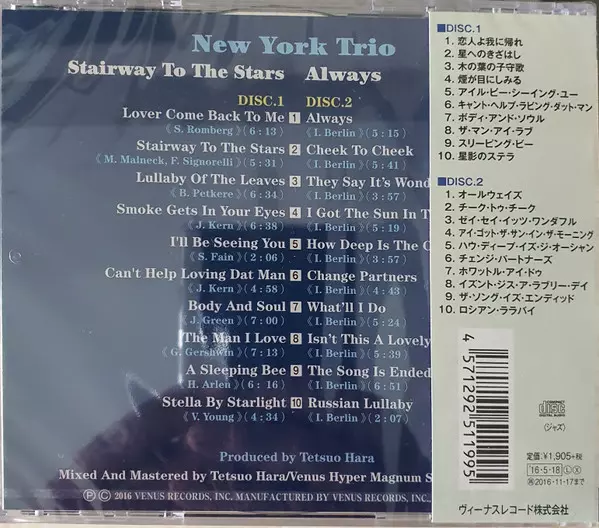 New York Trio
Stairway To The Stars Always
DISC.1 DISC.2
Lover Come Back To Me 1 Always
《S. Romberg》(6 : 13) 《I. Berlin》(5 : 15)
Stairway To The Stars 2 Cheek To Cheek
《M. Malneck, F. Signorelli》(5 : 31) 《I. Berlin》(5 : 41)
Lullaby Of The Leaves 3 They Say It's Wond
《B. Petkere》(6 : 34) 《I. Berlin》(3 : 57)
Smoke Gets In Your Eyes 4 I Got The Sun In T
《J. Kern》(6 : 38) 《I. Berlin》(5 : 19)
I'll Be Seeing You 5 How Deep Is The O
《S. Fain》(2 : 06) 《I. Berlin》(3 : 57)
Can't Help Loving Dat Man 6 Change Partners
《J. Kern》(4 : 58) 《I. Berlin》(4 : 43)
Body And Soul 7 What'll I Do
《J. Green》(7 : 00) 《I. Berlin》(5 : 24)
The Man I Love 8 Isn't This A Lovely
《G. Gershwin》(7 : 13) 《I. Berlin》(5 : 39)
A Sleeping Bee 9 The Song Is Ended
《H. Arlen》(6 : 16) 《I. Berlin》(6 : 51)
Stella By Starlight 10 Russian Lullaby
《V. Young》(4 : 34) 《I. Berlin》(2 : 07)
Produced by Tetsuo Hara
Mixed And Mastered by Tetsuo Hara/Venus Hyper Magnum S
Ⓟ © 2016 VENUS RECORDS, INC. MANUFACTURED BY VENUS RECORDS, INC.
■DISC.1
1. 恋人よ我に帰れ
2. 星へのきざはし
3. 木の葉の子守歌
4. 煙が目にしみる
5. アイル・ビー・シーイング・ユー
6. キャント・ヘルプ・ラビング・ダット・マン
7. ボディ・アンド・ソウル
8. ザ・マン・アイ・ラブ
9. スリーピング・ビー
10. 星影のステラ
■DISC.2
1. オールウェイズ
2. チーク・トゥ・チーク
3. ゼイ・セイ・イッツ・ワンダフル
4. アイ・ゴット・ザ・サン・イン・ザ・モーニング
5. ハウ・ディープ・イズ・ジ・オーシャン
6. チェンジ・パートナーズ
7. ホワットル・アイ・ドゥ
8. イズント・ジス・ア・ラブリー・デイ
9. ザ・ソング・イズ・エンディッド
10. ロシアン・ララバイ
4571292511995
COMPACT
disc
DIGITAL AUDIO
(ジャズ)
定価:¥1,905+税
'16・5・18 Ⓛ Ⓧ
㊢2016・11・17まで
ヴィーナスレコード株式会社